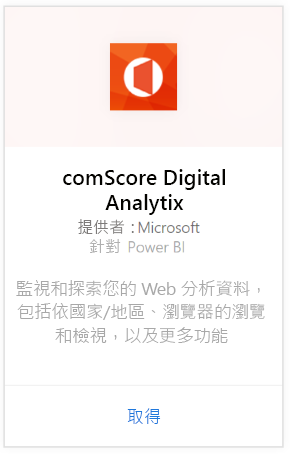 comScore Digital
Analytix
提供者：Microsoft
針對 Power BI
監視和探索您的 Web 分析資料，
包括依國家/地區、瀏覽器的瀏覽
和檢視，以及更多功能
取得